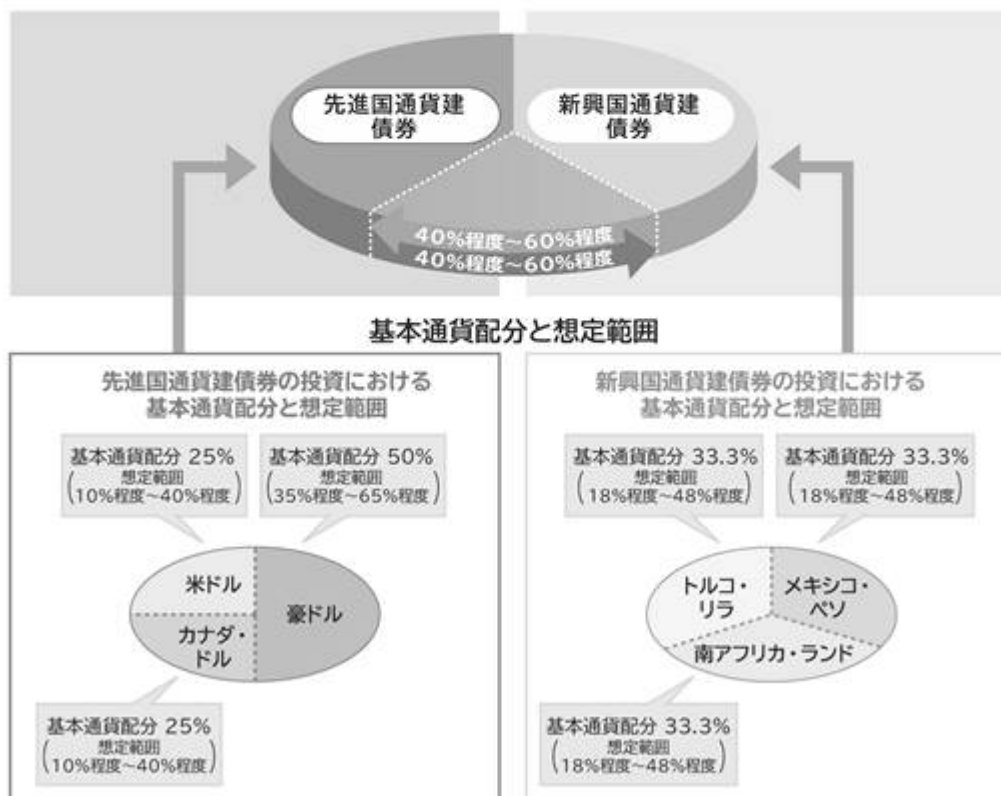 先進国通貨建
債券
新興国通貨建
債券
40%程度～60%程度
40%程度～60%程度
基本通貨配分と想定範囲
先進国通貨建債券の投資における
基本通貨配分と想定範囲
基本通貨配分 25%
想定範囲
(10%程度～40%程度)
基本通貨配分 50%
想定範囲
(35%程度～65%程度)
米ドル
豪ドル
カナダ・
ドル
基本通貨配分 25%
想定範囲
(10%程度～40%程度)
新興国通貨建債券の投資における
基本通貨配分と想定範囲
基本通貨配分 33.3%
想定範囲
(18%程度～48%程度)
基本通貨配分 33.3%
想定範囲
(18%程度～48%程度)
トルコ・
リラ
メキシコ・
ペソ
南アフリカ・ランド
基本通貨配分 33.3%
想定範囲
(18%程度～48%程度)